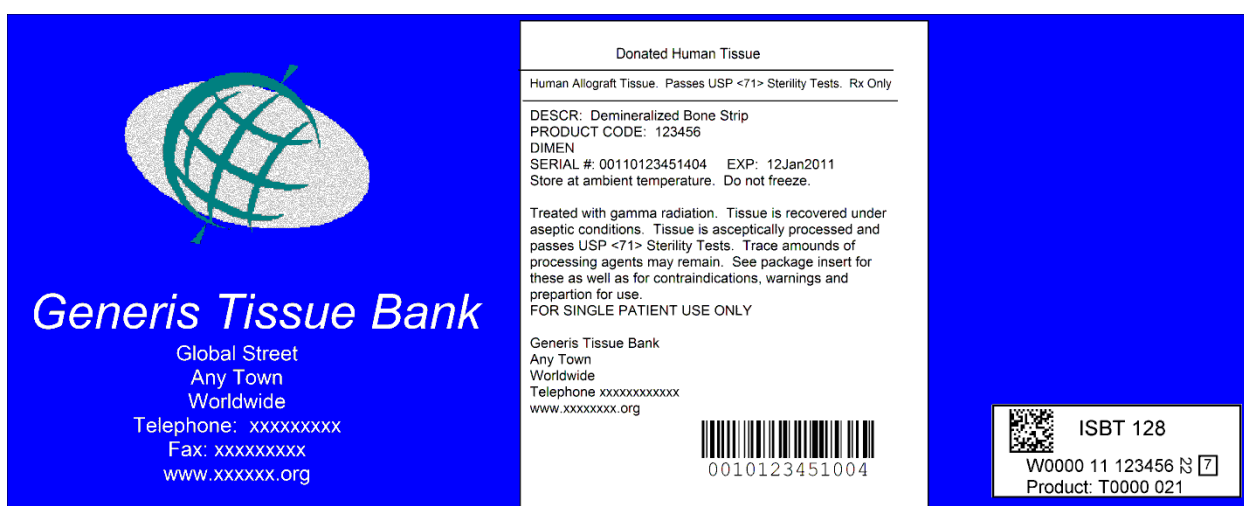 Generis Tissue Bank
Global Street
Any Town
Worldwide
Telephone:  xxxxxxxxx
Fax: xxxxxxxxx
www.xxxxxx.org
Donated Human Tissue
Human Allograft Tissue.  Passes USP <71> Sterility Tests.  Rx Only
DESCR:  Demineralized Bone Strip
PRODUCT CODE:  123456
DIMEN
SERIAL #: 00110123451404     EXP:  12Jan2011
Store at ambient temperature.  Do not freeze.
Treated with gamma radiation.  Tissue is recovered under
aseptic conditions.  Tissue is asceptically processed and
passes USP <71> Sterility Tests.  Trace amounts of
processing agents may remain.  See package insert for
these as well as for contraindications, warnings and
prepartion for use.
FOR SINGLE PATIENT USE ONLY
Generis Tissue Bank
Any Town
Worldwide
Telephone xxxxxxxxxxxx
www.xxxxxxxx.org
0010123451004
ISBT 128
W0000 11 123456 22 7
Product: T0000 021